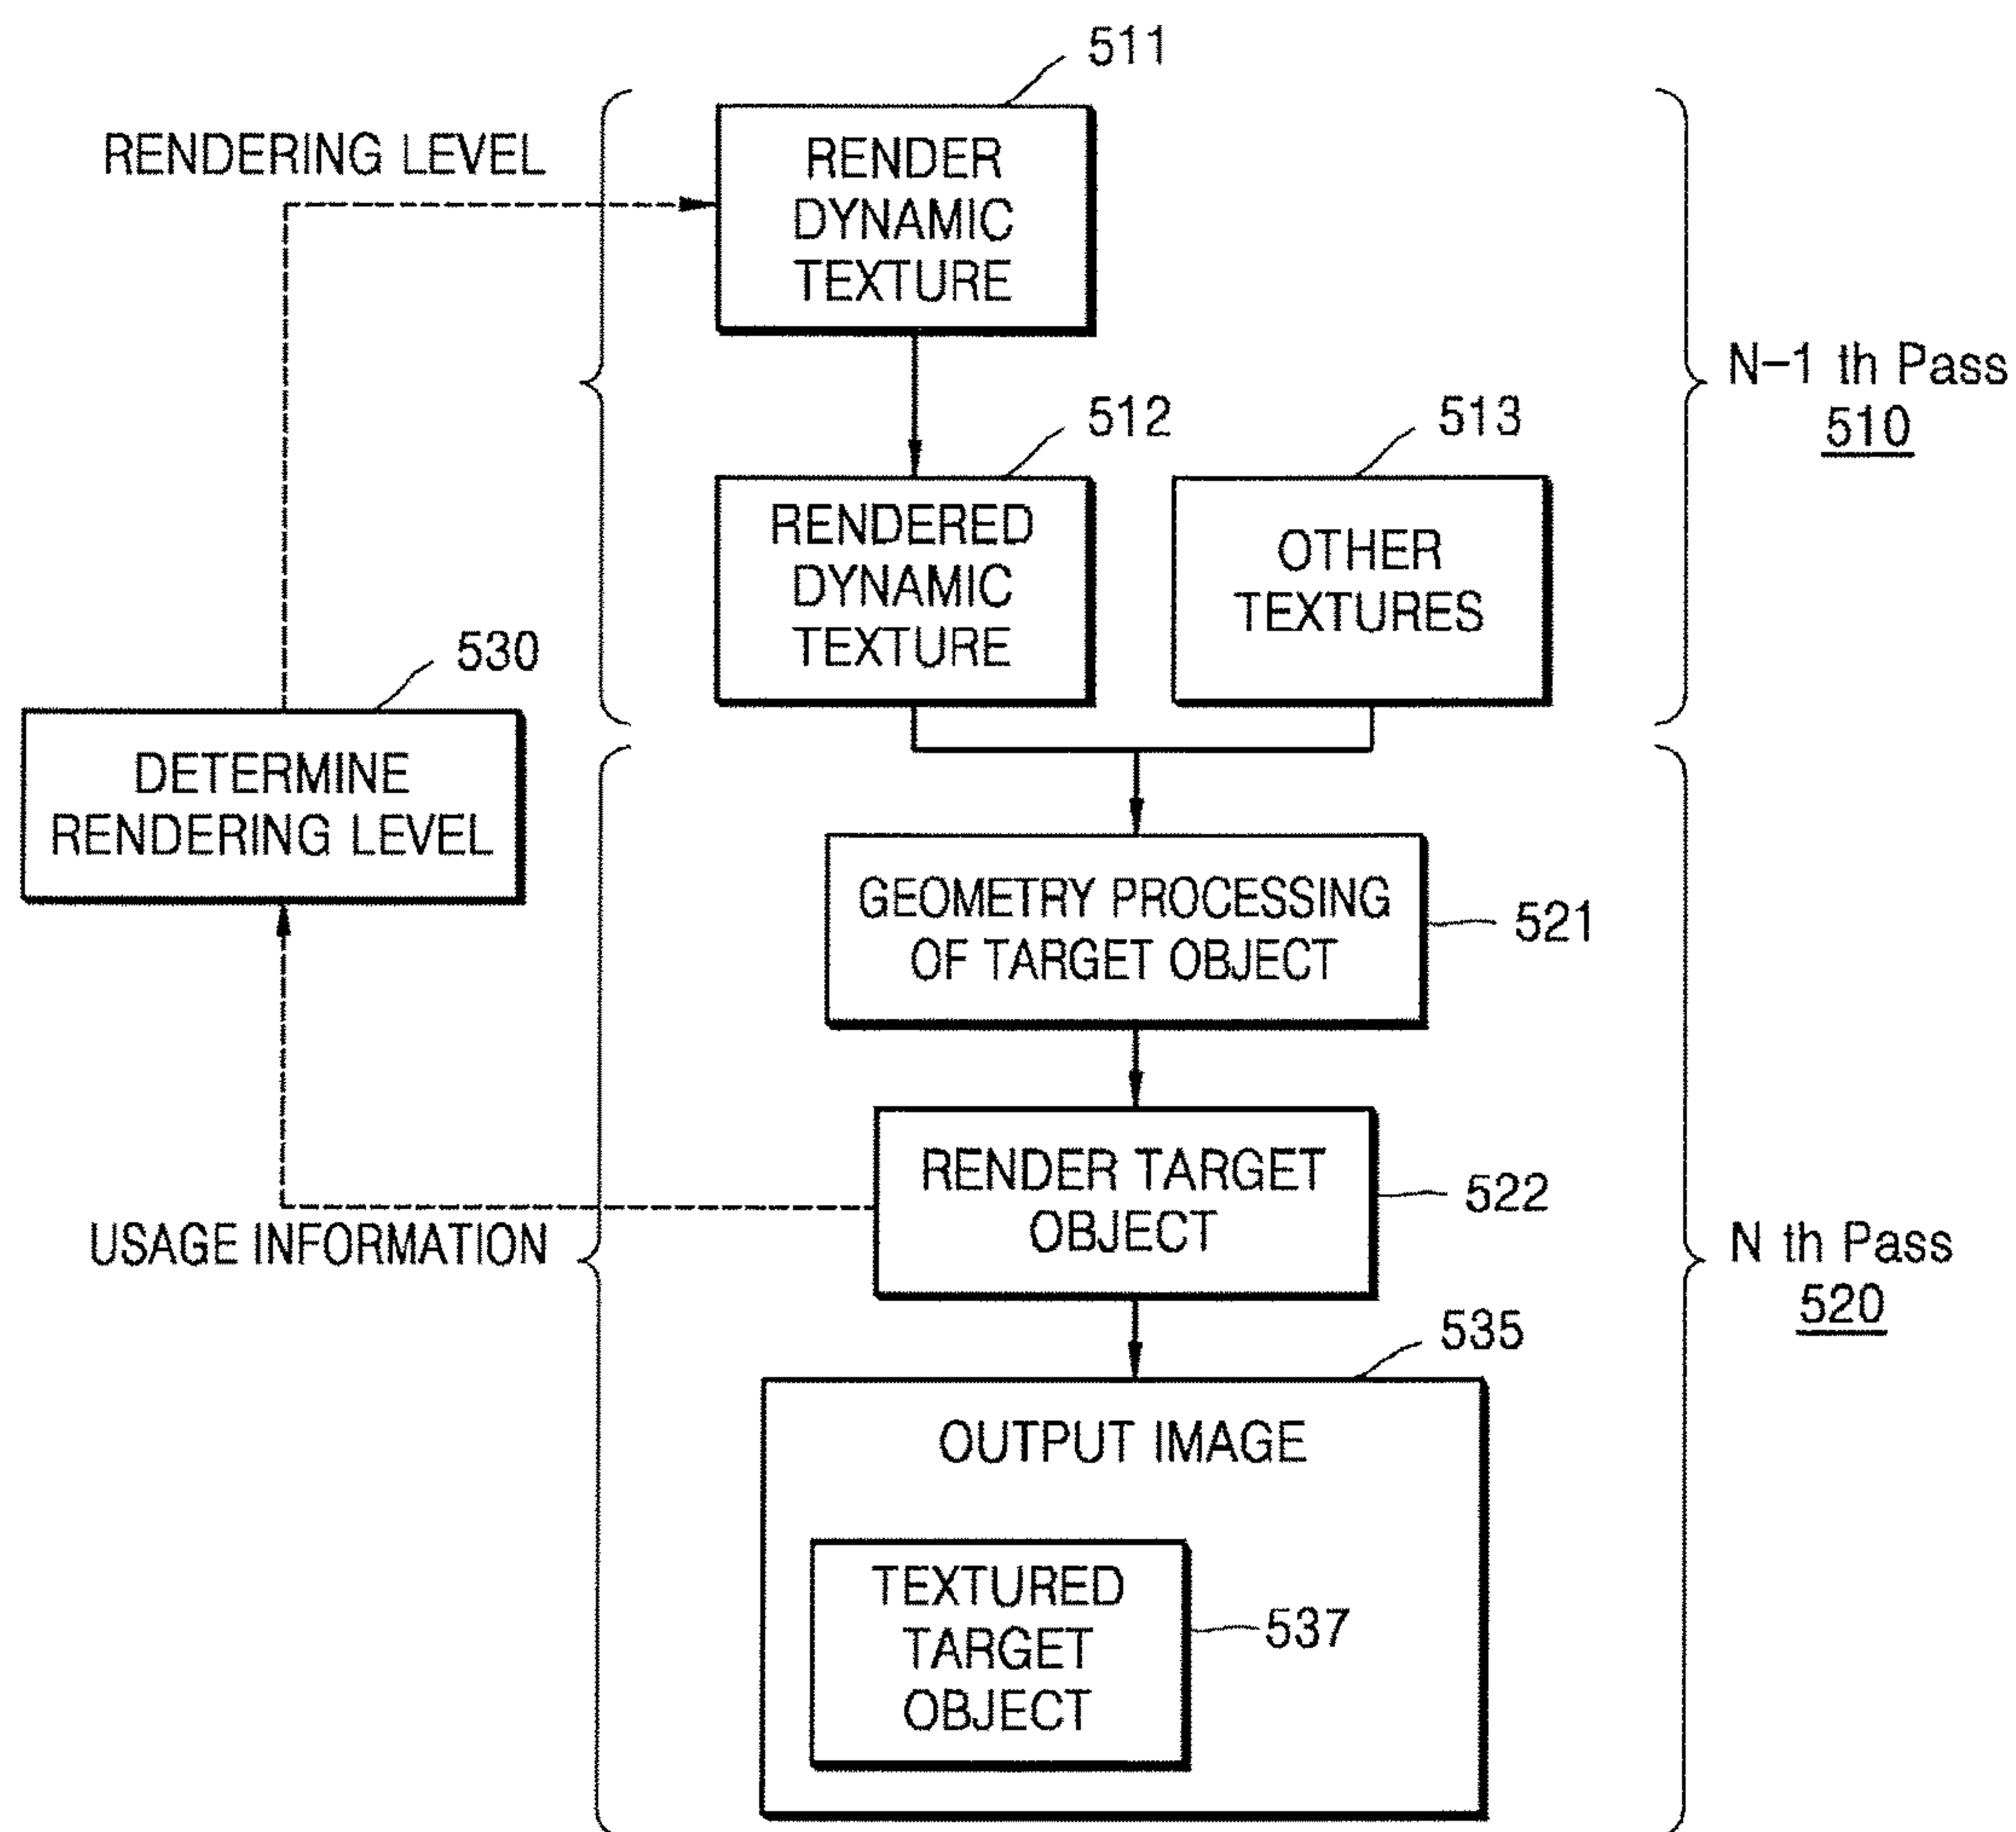 511
RENDERING LEVEL
RENDER
DYNAMIC
TEXTURE
N-1 th Pass
510
512
513
RENDERED
DYNAMIC
TEXTURE
OTHER
TEXTURES
530
DETERMINE
RENDERING LEVEL
GEOMETRY PROCESSING
OF TARGET OBJECT
521
RENDER TARGET
OBJECT
522
USAGE INFORMATION
N th Pass
520
535
OUTPUT IMAGE
TEXTURED
TARGET
OBJECT
537